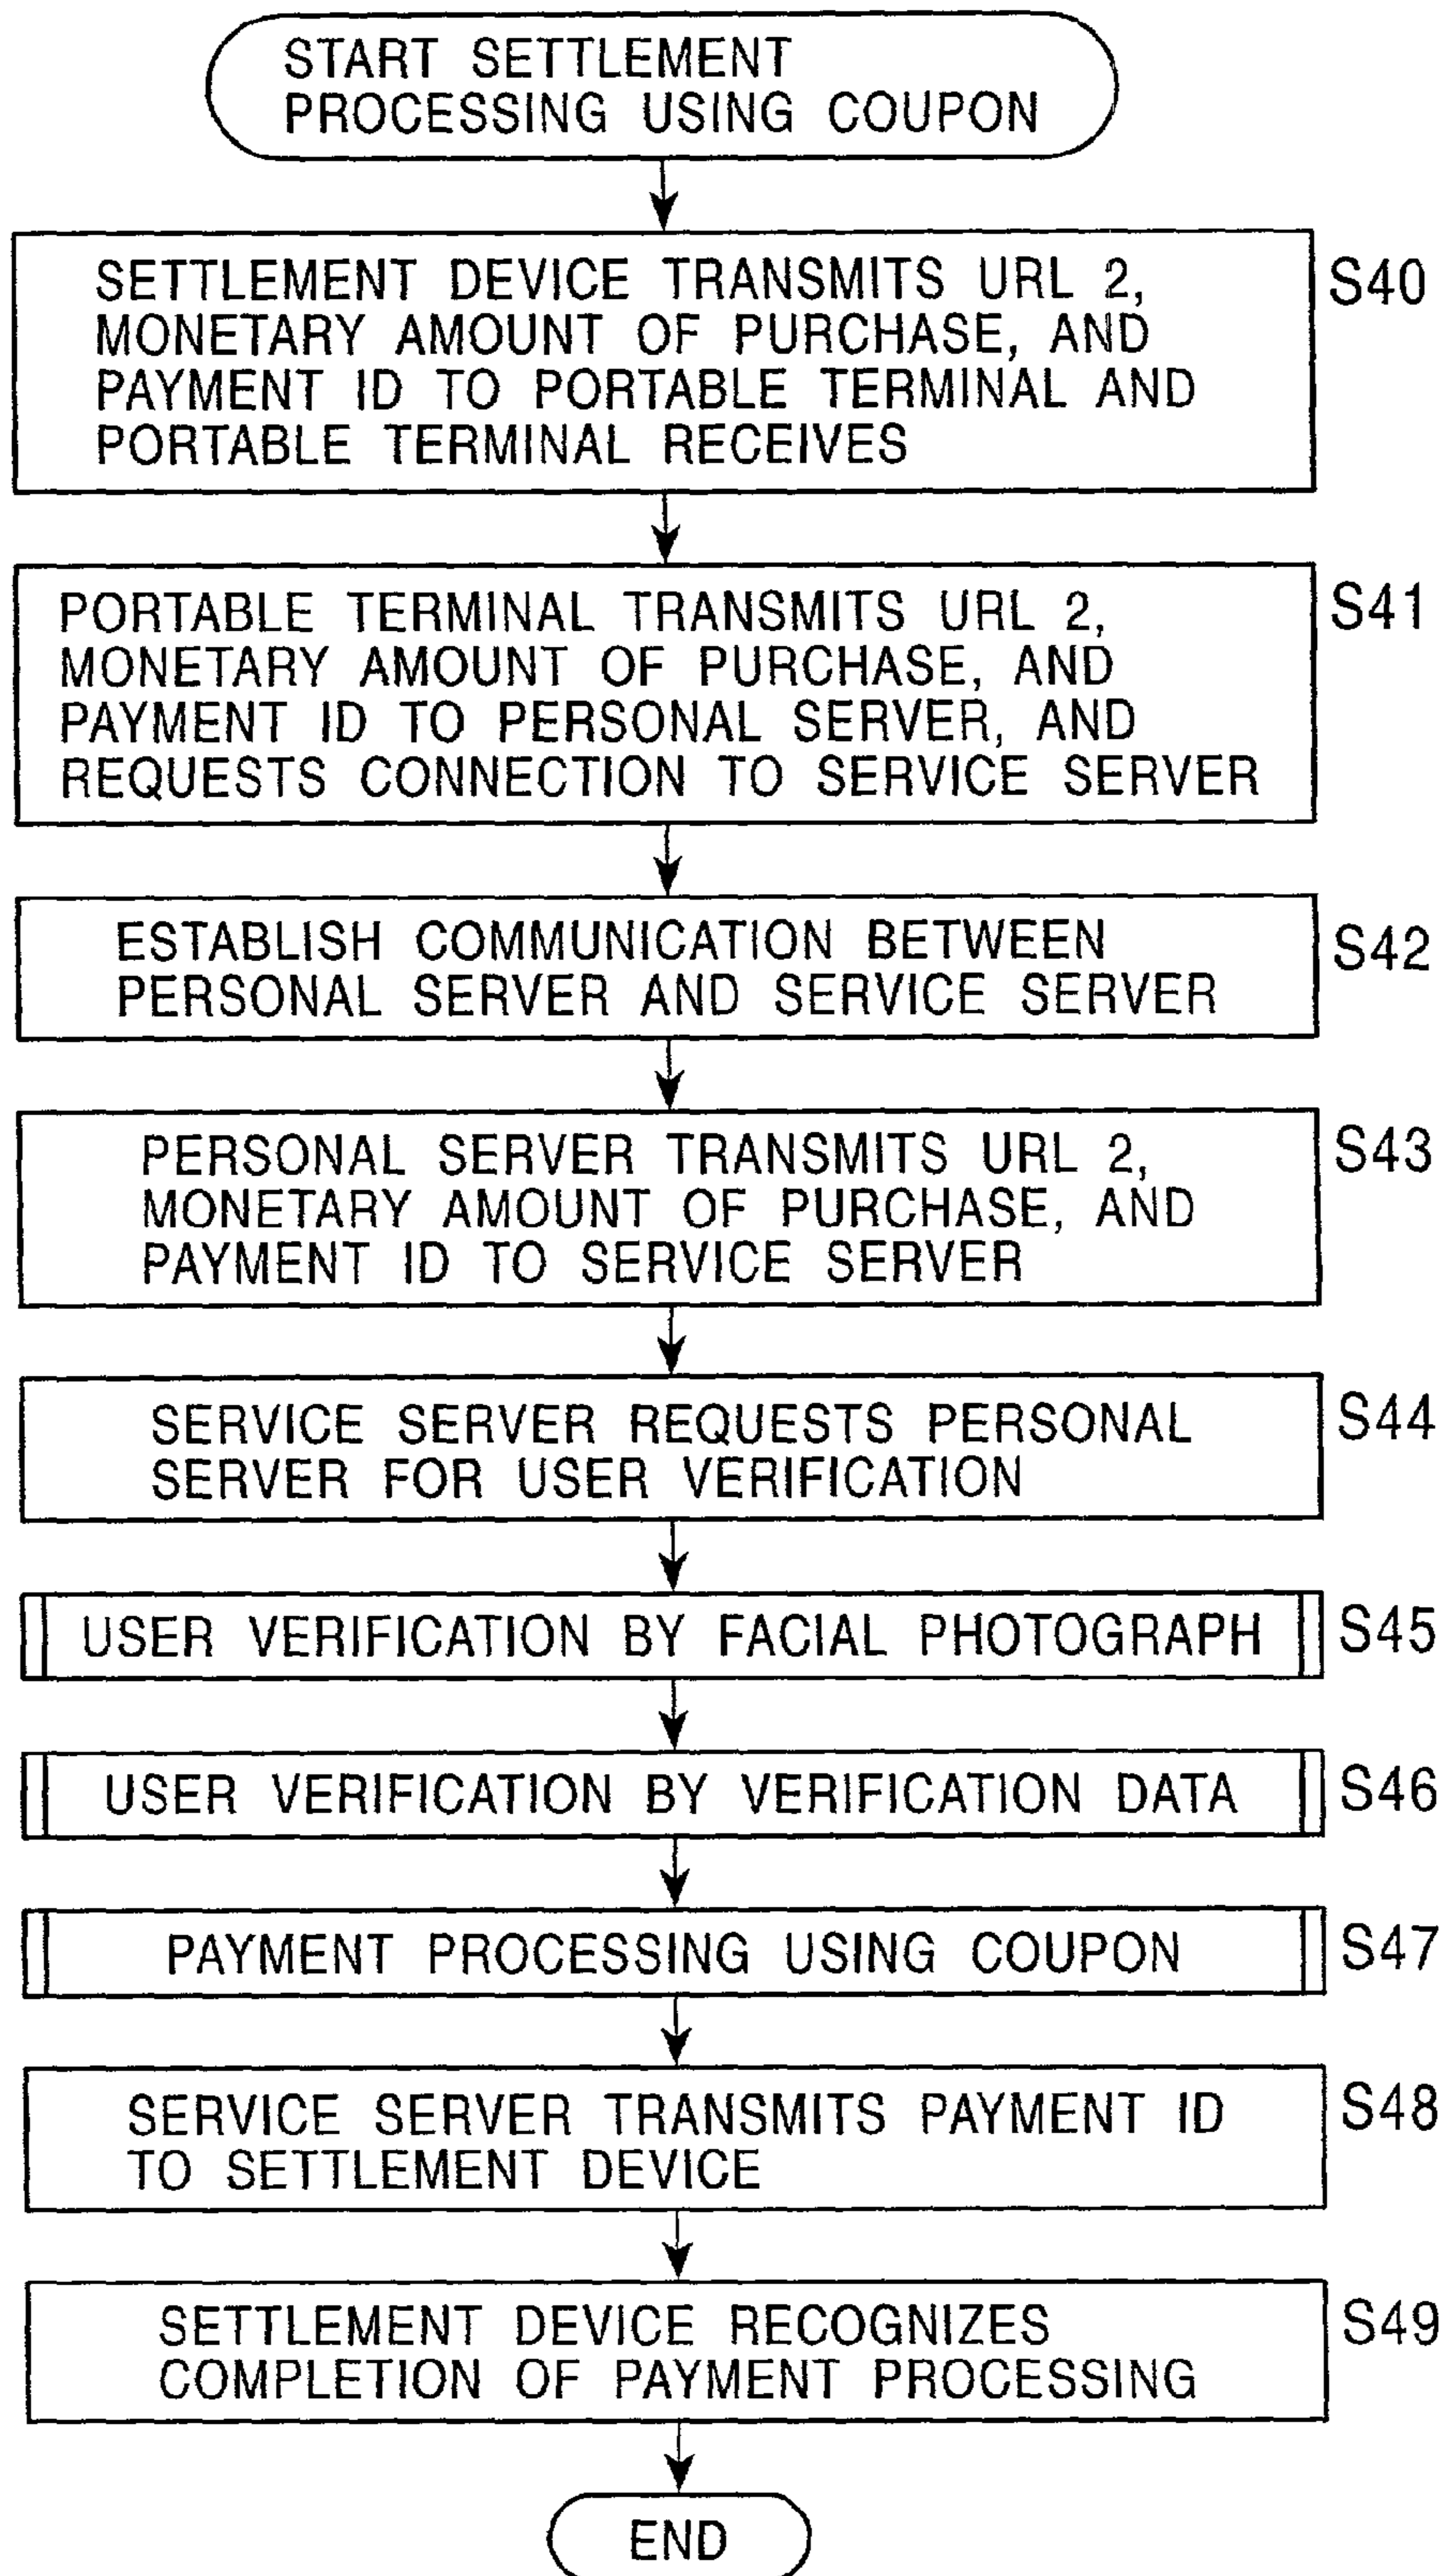 START SETTLEMENT
PROCESSING USING COUPON
SETTLEMENT DEVICE TRANSMITS URL 2,
MONETARY AMOUNT OF PURCHASE, AND
PAYMENT ID TO PORTABLE TERMINAL AND
PORTABLE TERMINAL RECEIVES
S40
PORTABLE TERMINAL TRANSMITS URL 2,
MONETARY AMOUNT OF PURCHASE, AND
PAYMENT ID TO PERSONAL SERVER, AND
REQUESTS CONNECTION TO SERVICE SERVER
S41
ESTABLISH COMMUNICATION BETWEEN
PERSONAL SERVER AND SERVICE SERVER
S42
PERSONAL SERVER TRANSMITS URL 2,
MONETARY AMOUNT OF PURCHASE, AND
PAYMENT ID TO SERVICE SERVER
S43
SERVICE SERVER REQUESTS PERSONAL
SERVER FOR USER VERIFICATION
S44
USER VERIFICATION BY FACIAL PHOTOGRAPH
S45
USER VERIFICATION BY VERIFICATION DATA
S46
PAYMENT PROCESSING USING COUPON
S47
SERVICE SERVER TRANSMITS PAYMENT ID
TO SETTLEMENT DEVICE
S48
SETTLEMENT DEVICE RECOGNIZES
COMPLETION OF PAYMENT PROCESSING
S49
END